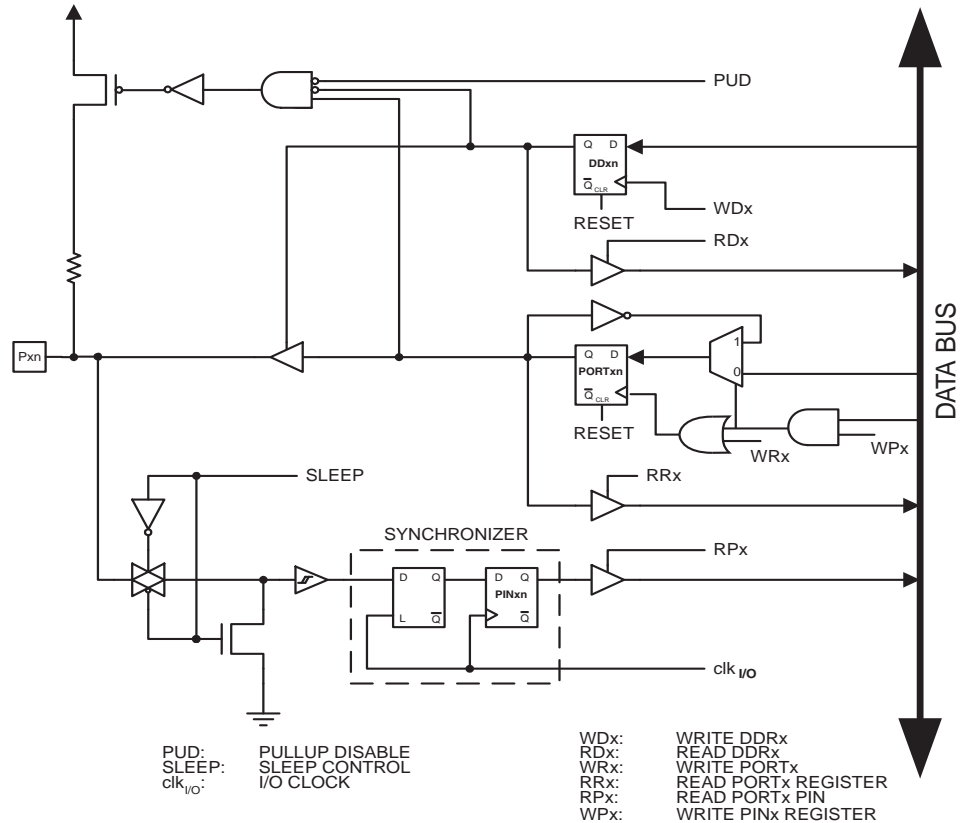 PUD
Q D
DDxn
Q CLR
WDx
RESET
RDx
Pxn
1
Q D
PORTxn
0
Q CLR
RESET
WRx
WPx
DATA BUS
SLEEP
RRx
SYNCHRONIZER
RPx
D Q
D Q
PINxn
L Q
Q
clk I/O
PUD: PULLUP DISABLE
SLEEP: SLEEP CONTROL
clkI/O: I/O CLOCK
WDx: WRITE DDRx
RDx: READ DDRx
WRx: WRITE PORTx
RRx: READ PORTx REGISTER
RPx: READ PORTx PIN
WPx: WRITE PINx REGISTER